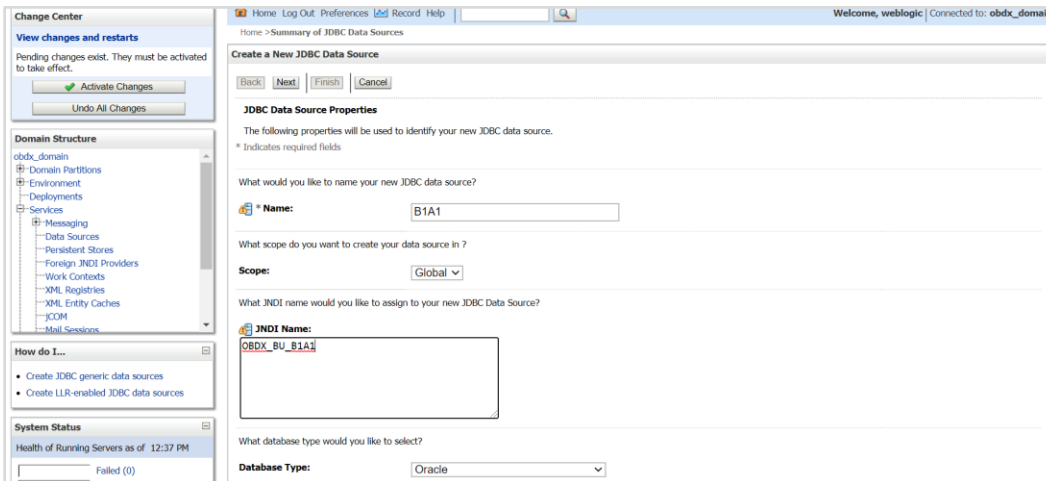 Change Center
View changes and restarts
Pending changes exist. They must be activated
to take effect.
Activate Changes
Undo All Changes
Domain Structure
obdx_domain
Domain Partitions
Environment
Deployments
Services
Messaging
Data Sources
Persistent Stores
Foreign JNDI Providers
Work Contexts
XML Registries
XML Entity Caches
jCOM
Mail Sessions
How do I...
Create JDBC generic data sources
Create LLR-enabled JDBC data sources
System Status
Health of Running Servers as of 12:37 PM
Failed (0)
Home Log Out Preferences Record Help
Welcome, weblogic Connected to: obdx_domai
Home >Summary of JDBC Data Sources
Create a New JDBC Data Source
Back Next Finish Cancel
JDBC Data Source Properties
The following properties will be used to identify your new JDBC data source.
* Indicates required fields
What would you like to name your new JDBC data source?
* Name: B1A1
What scope do you want to create your data source in ?
Scope: Global
What JNDI name would you like to assign to your new JDBC Data Source?
JNDI Name:
OBDX_BU_B1A1
What database type would you like to select?
Database Type: Oracle